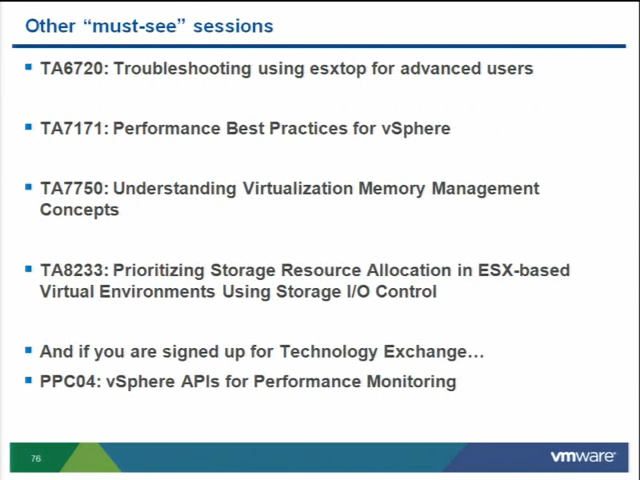 Other “must-see” sessions
TA6720: Troubleshooting using esxtop for advanced users
TA7171: Performance Best Practices for vSphere
TA7750: Understanding Virtualization Memory Management
Concepts
TA8233: Prioritizing Storage Resource Allocation in ESX-based
Virtual Environments Using Storage I/O Control
And if you are signed up for Technology Exchange…
PPC04: vSphere APIs for Performance Monitoring
76
vmware®